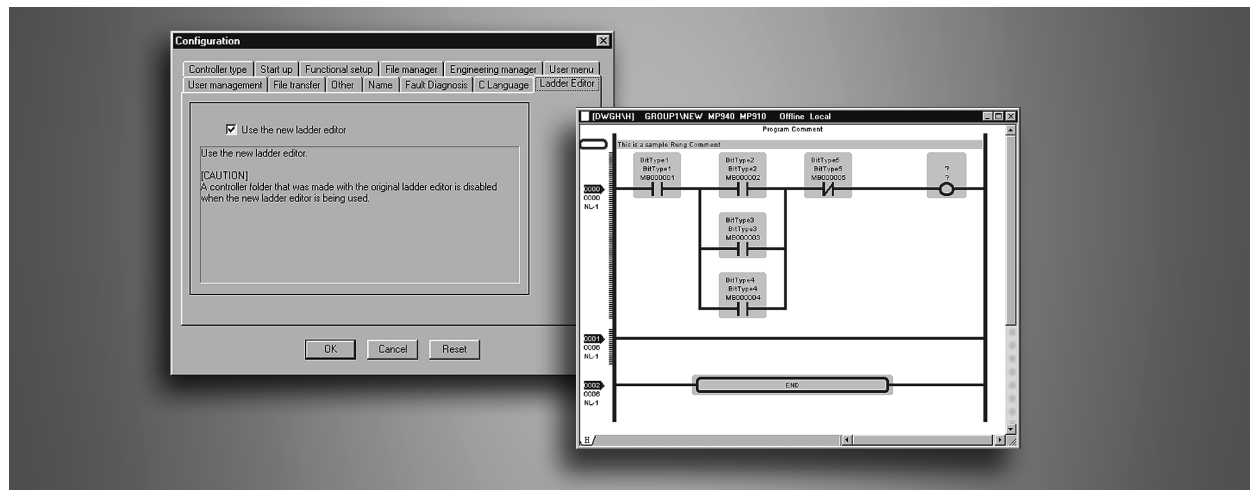 Configuration
Controller type Start up Functional setup File manager Engineering manager User menu
User management File transfer Other Name Fault Diagnosis C Language Ladder Editor
Use the new ladder editor
Use the new ladder editor.
[CAUTION]
A controller folder that was made with the original ladder editor is disabled
when the new ladder editor is being used.
OK Cancel Reset
[DWGH\H] GROUP1\NEW MP940 MP910 Offline Local
Program Comment
This is a sample Rung Comment
BitType1 BitType2 BitType5 ?
BitType1 BitType2 BitType5 ?
MB000001 MB000002 MB000005
0000
0000
NL-1
BitType3
BitType3
MB000003
BitType4
BitType4
MB000004
0001
0006
NL-1
0002 END
0006
NL-1
H